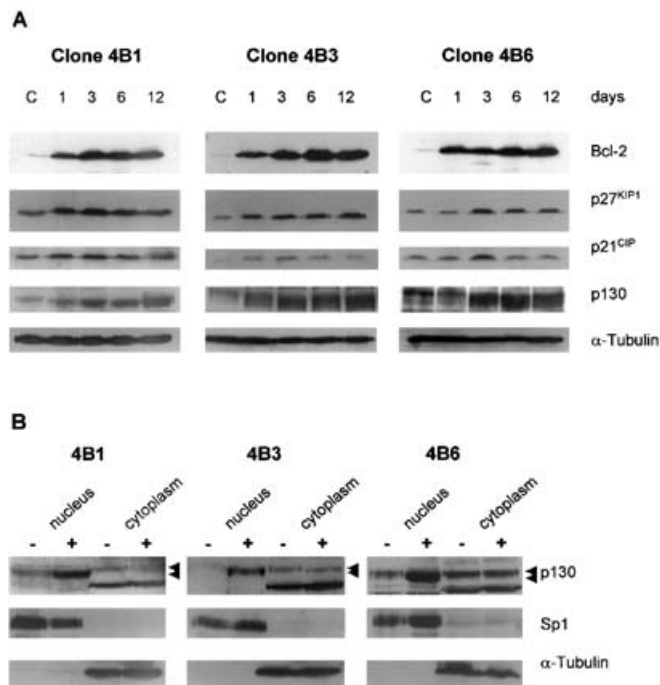 A
Clone 4B1 Clone 4B3 Clone 4B6
C 1 3 6 12 C 1 3 6 12 C 1 3 6 12 days
Bcl-2
p27KIP1
p21CIP
p130
α-Tubulin
B
4B1 4B3 4B6
nucleus cytoplasm nucleus cytoplasm nucleus cytoplasm
- + - + - + - + - + - +
p130
Sp1
α-Tubulin